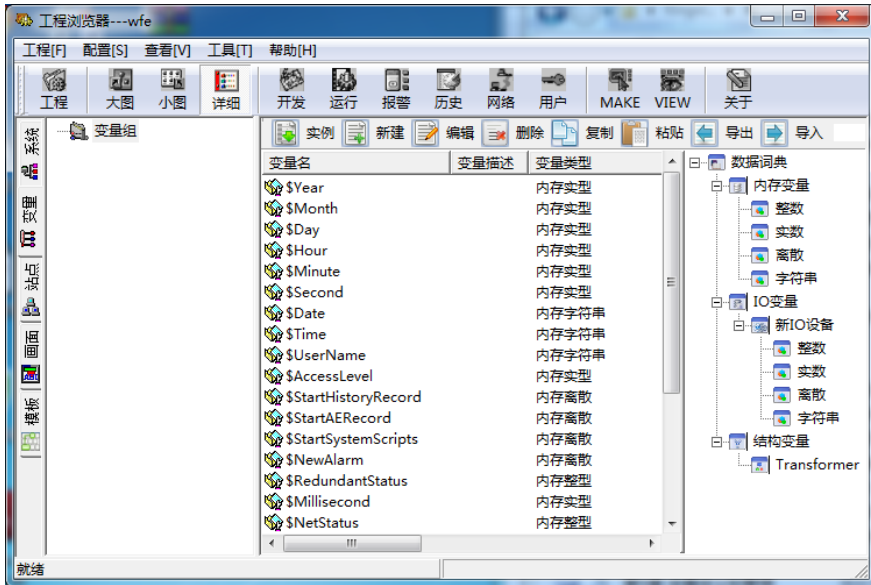 工程浏览器---wfe
工程[F] 配置[S] 查看[V] 工具[T] 帮助[H]
工程 大图 小图 详细 开发 运行 报警 历史 网络 用户 MAKE VIEW 关于
系统
变量
站点
画面
模板
变量组
实例 新建 编辑 删除 复制 粘贴 导出 导入
变量名 变量描述 变量类型
$Year 内存实型
$Month 内存实型
$Day 内存实型
$Hour 内存实型
$Minute 内存实型
$Second 内存实型
$Date 内存字符串
$Time 内存字符串
$UserName 内存字符串
$AccessLevel 内存实型
$StartHistoryRecord 内存离散
$StartAERecord 内存离散
$StartSystemScripts 内存离散
$NewAlarm 内存离散
$RedundantStatus 内存整型
$Millisecond 内存实型
$NetStatus 内存整型
数据词典
内存变量
整数
实数
离散
字符串
IO变量
新IO设备
整数
实数
离散
字符串
结构变量
Transformer
就绪